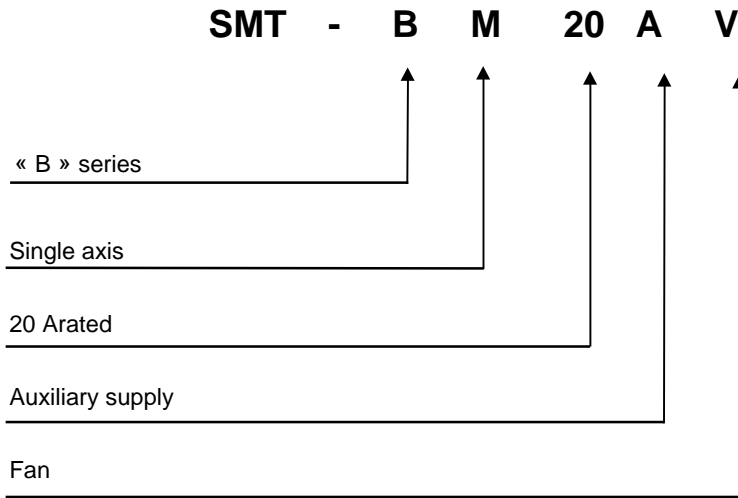 SMT - B M 20 A V
« B » series
Single axis
20 Arated
Auxiliary supply
Fan